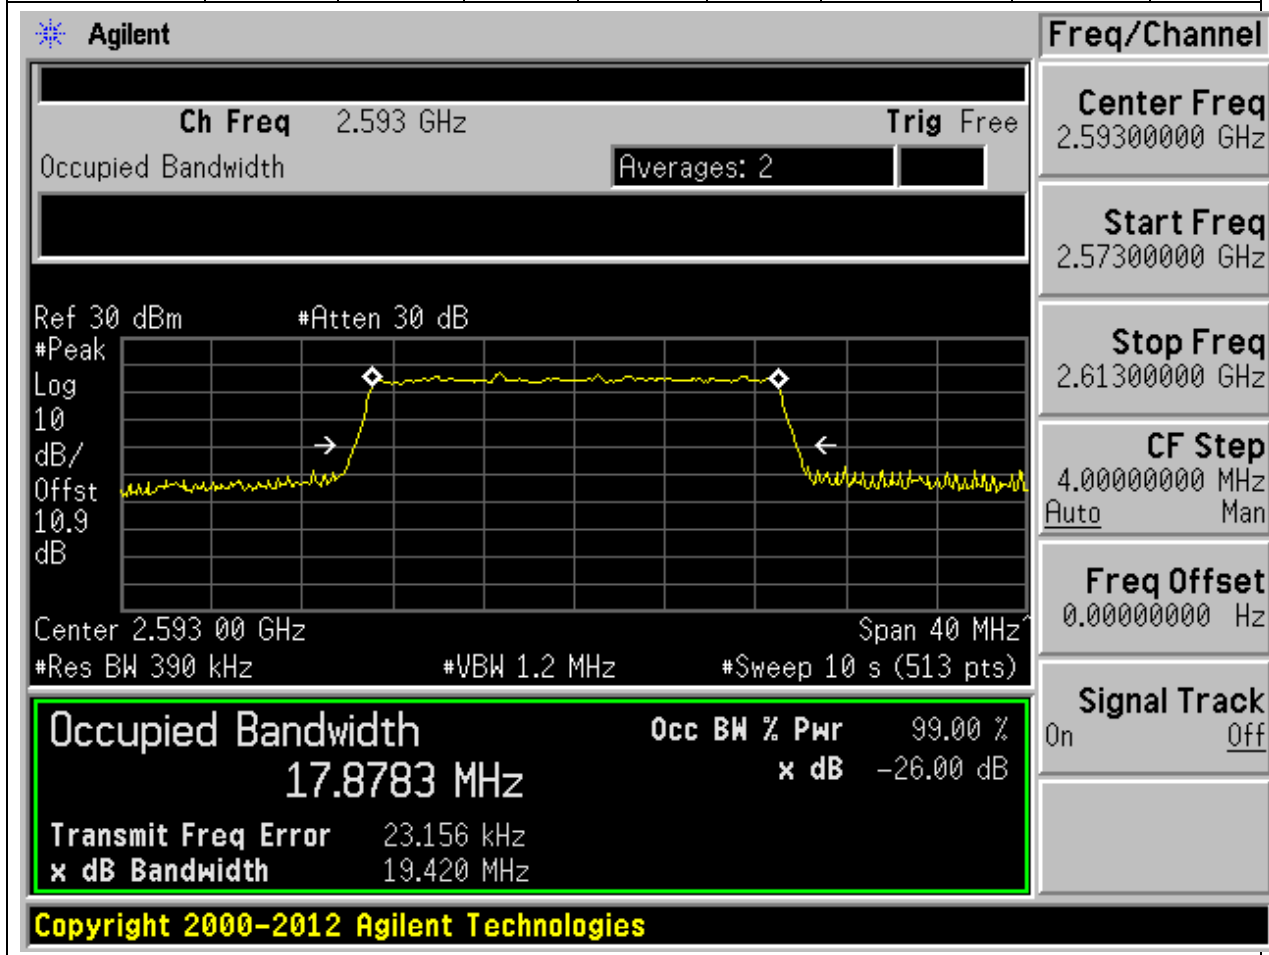 Agilent
Freq/Channel
Ch Freq 2.593 GHz Trig Free
Occupied Bandwidth Averages: 2
Center Freq
2.59300000 GHz
Start Freq
2.57300000 GHz
Stop Freq
2.61300000 GHz
CF Step
4.00000000 MHz
Auto Man
Freq Offset
0.00000000 Hz
Signal Track
On Off
Ref 30 dBm #Atten 30 dB
#Peak
Log
10
dB/
Offst
10.9
dB
Center 2.593 00 GHz Span 40 MHz^
#Res BW 390 kHz #VBW 1.2 MHz #Sweep 10 s (513 pts)
Occupied Bandwidth Occ BW % Pwr 99.00 %
17.8783 MHz x dB -26.00 dB
Transmit Freq Error 23.156 kHz
x dB Bandwidth 19.420 MHz
Copyright 2000-2012 Agilent Technologies